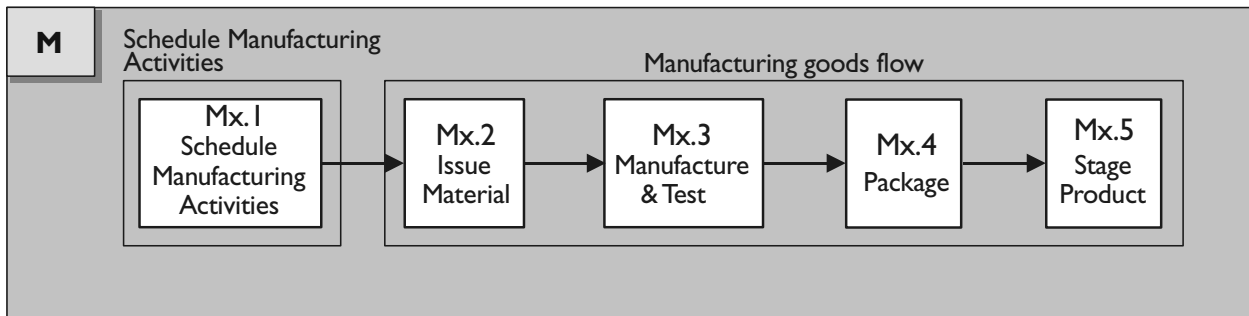 M
Schedule Manufacturing
Activities
Manufacturing goods flow
Mx.1
Schedule
Manufacturing
Activities
Mx.2
Issue
Material
Mx.3
Manufacture
& Test
Mx.4
Package
Mx.5
Stage
Product